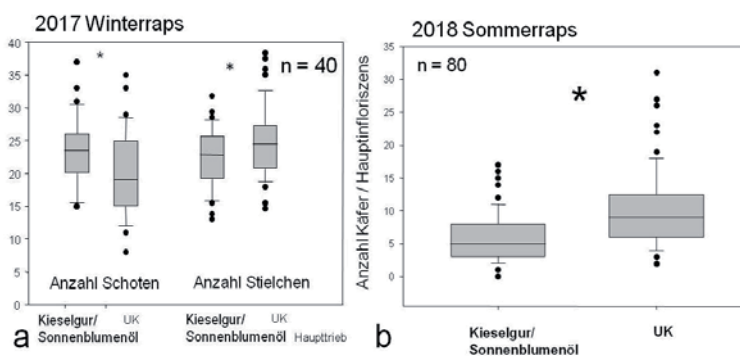 2017 Winterraps
40
35
30
25
20
15
10
5
0
*
*
n = 40
Anzahl Schoten
Anzahl Stielchen
Kieselgur/ UK
Sonnenblumenöl
Kieselgur/ UK
Sonnenblumenöl Haupttrieb
a
2018 Sommerraps
Anzahl Käfer / Hauptinfloriszens
35
30
25
20
15
10
5
0
n = 80
*
Kieselgur/ UK
Sonnenblumenöl
b